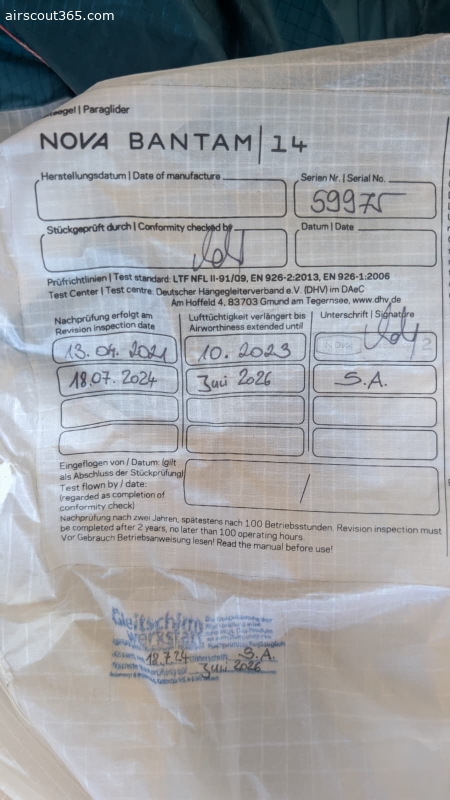 airscout365.com
| Paraglider
NOVA BANTAM | 14
Herstellungsdatum | Date of manufacture
Serien Nr. | Serial No.
59975
Stückgeprüft durch | Conformity checked by
Datum | Date
Prüfrichtlinien | Test standard: LTF NFL II-91/09, EN 926-2:2013, EN 926-1:2006
Test Center | Test centre: Deutscher Hängegleiterverband e.V. (DHV) im DAeC
Am Hoffeld 4, 83703 Gmund am Tegernsee, www.dhv.de
Nachprüfung erfolgt am
Revision inspection date
Lufttüchtigkeit verlängert bis
Airworthiness extended until
Unterschrift | Signature
13.04.2021
10.2023
18.07.2024
Juli 2026
S.A.
Eingeflogen von / Datum: (gilt
als Abschluss der Stückprüfung)
Test flown by / date:
(regarded as completion of
conformity check)
/
Nachprüfung nach zwei Jahren, spätestens nach 100 Betriebsstunden. Revision inspection must
be completed after 2 years, no later than 100 operating hours.
Vor Gebrauch Betriebsanweisung lesen! Read the manual before use!
Gleitschirm
werkstatt
18.7.24
S.A.
Juli 2026